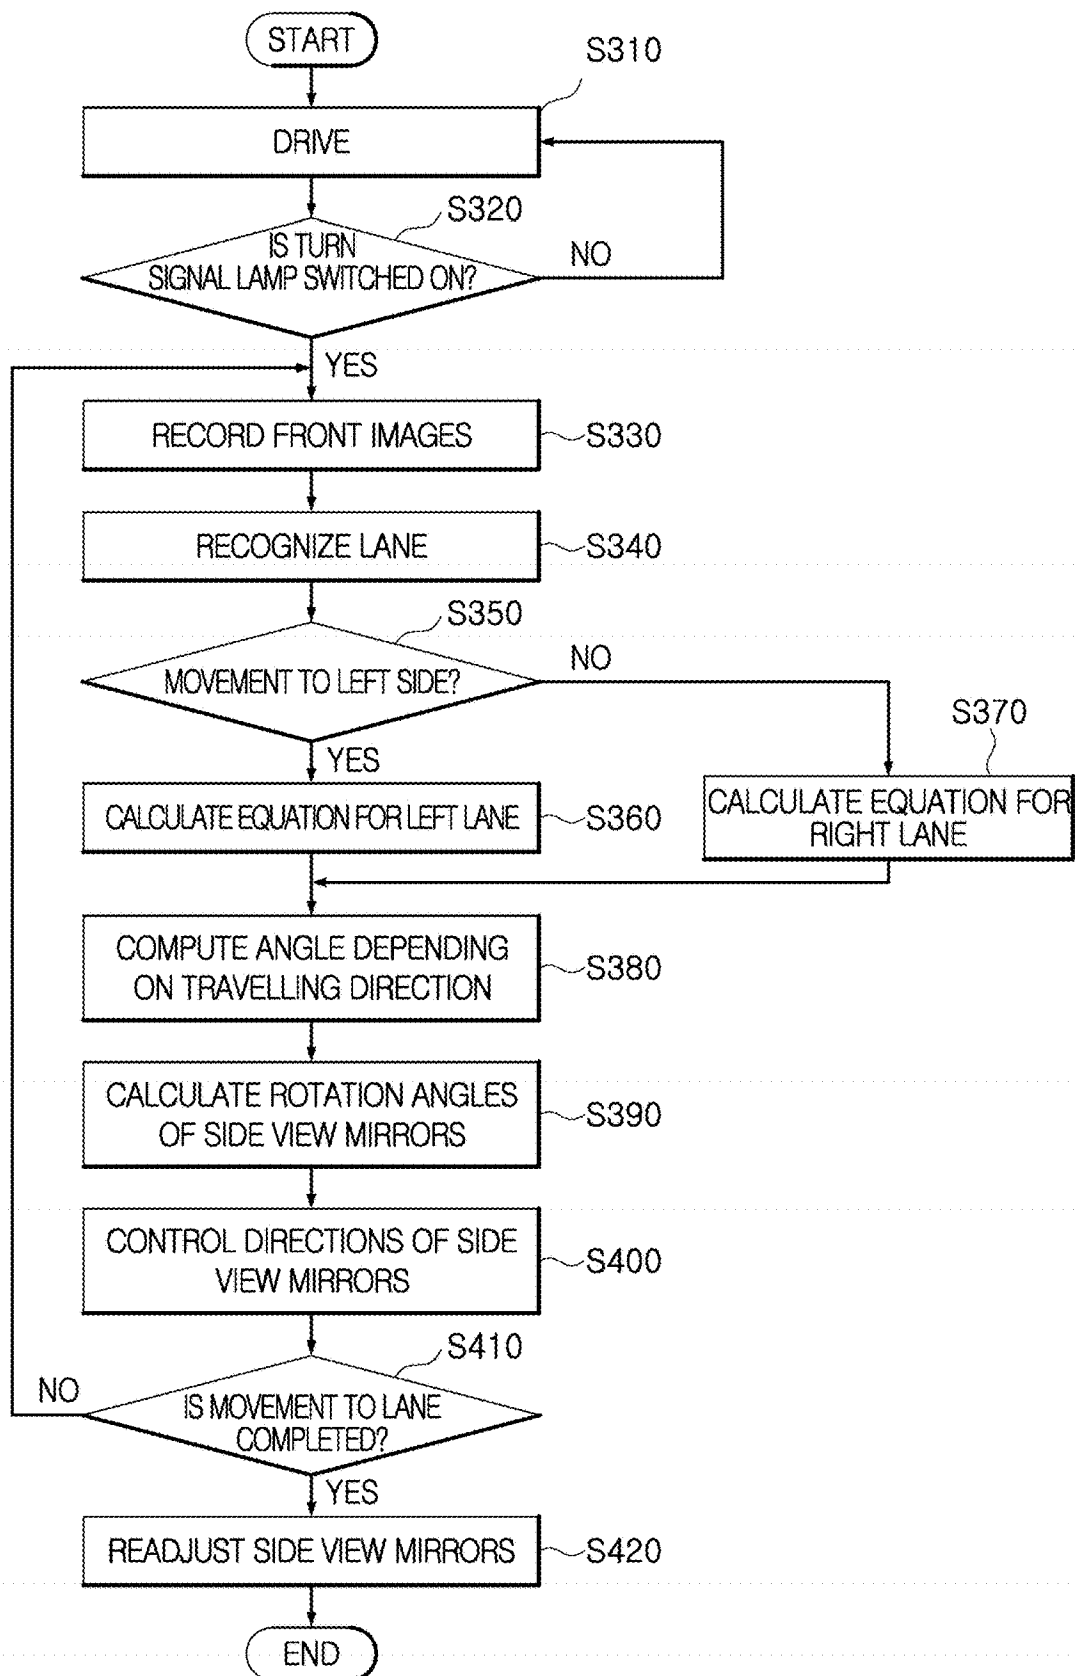 START
S310
DRIVE
S320
IS TURN
SIGNAL LAMP SWITCHED ON?
NO
YES
RECORD FRONT IMAGES
S330
RECOGNIZE LANE
S340
S350
MOVEMENT TO LEFT SIDE?
NO
YES
S370
CALCULATE EQUATION FOR LEFT LANE
S360
CALCULATE EQUATION FOR
RIGHT LANE
COMPUTE ANGLE DEPENDING
ON TRAVELLING DIRECTION
S380
CALCULATE ROTATION ANGLES
OF SIDE VIEW MIRRORS
S390
CONTROL DIRECTIONS OF SIDE
VIEW MIRRORS
S400
S410
NO
IS MOVEMENT TO LANE
COMPLETED?
YES
READJUST SIDE VIEW MIRRORS
S420
END